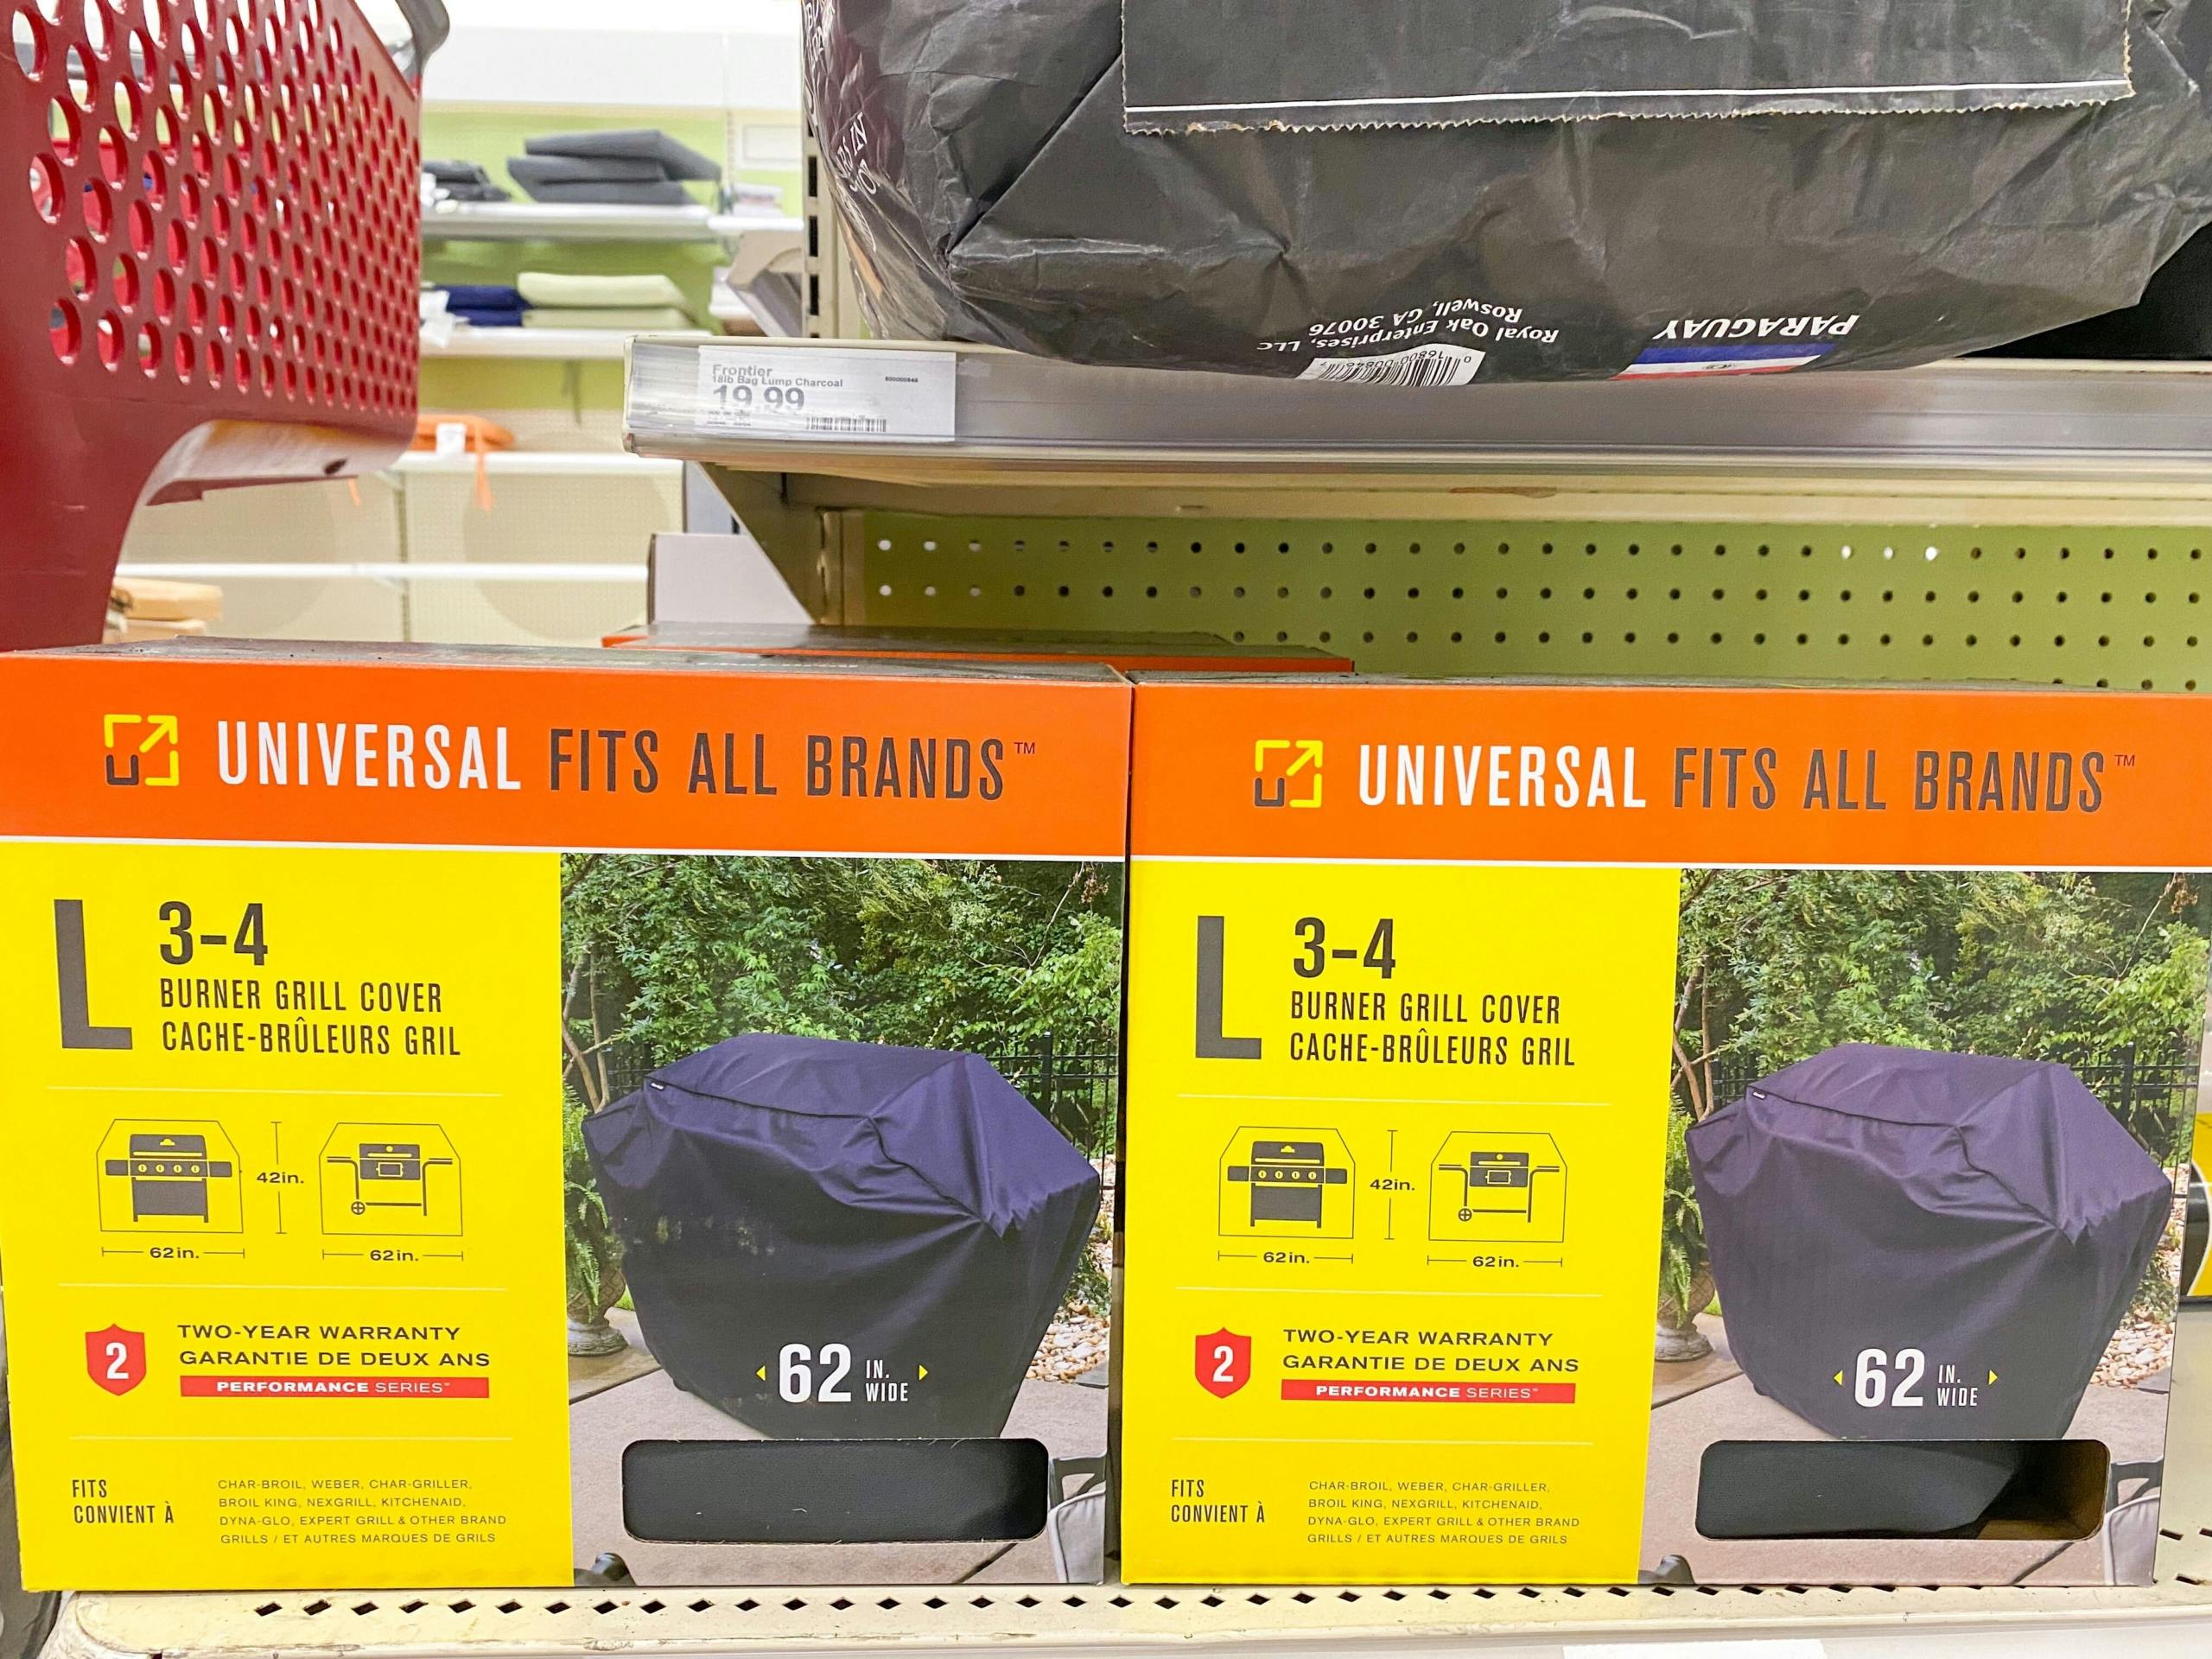 PARAGUAY
Royal Oak Enterprises, LLC
Roswell, GA 30076
Frontier
18lb Bag Lump Charcoal
19.99
UNIVERSAL FITS ALL BRANDS™
L
3-4
BURNER GRILL COVER
CACHE-BRÛLEURS GRIL
42in.
62in.
62in.
2
TWO-YEAR WARRANTY
GARANTIE DE DEUX ANS
PERFORMANCE SERIES™
FITS
CONVIENT À
CHAR-BROIL, WEBER, CHAR-GRILLER,
BROIL KING, NEXGRILL, KITCHENAID,
DYNA-GLO, EXPERT GRILL & OTHER BRAND
GRILLS / ET AUTRES MARQUES DE GRILS
62 IN.
WIDE
UNIVERSAL FITS ALL BRANDS™
L
3-4
BURNER GRILL COVER
CACHE-BRÛLEURS GRIL
42in.
62in.
62in.
2
TWO-YEAR WARRANTY
GARANTIE DE DEUX ANS
PERFORMANCE SERIES™
FITS
CONVIENT À
CHAR-BROIL, WEBER, CHAR-GRILLER,
BROIL KING, NEXGRILL, KITCHENAID,
DYNA-GLO, EXPERT GRILL & OTHER BRAND
GRILLS / ET AUTRES MARQUES DE GRILS
62 IN.
WIDE